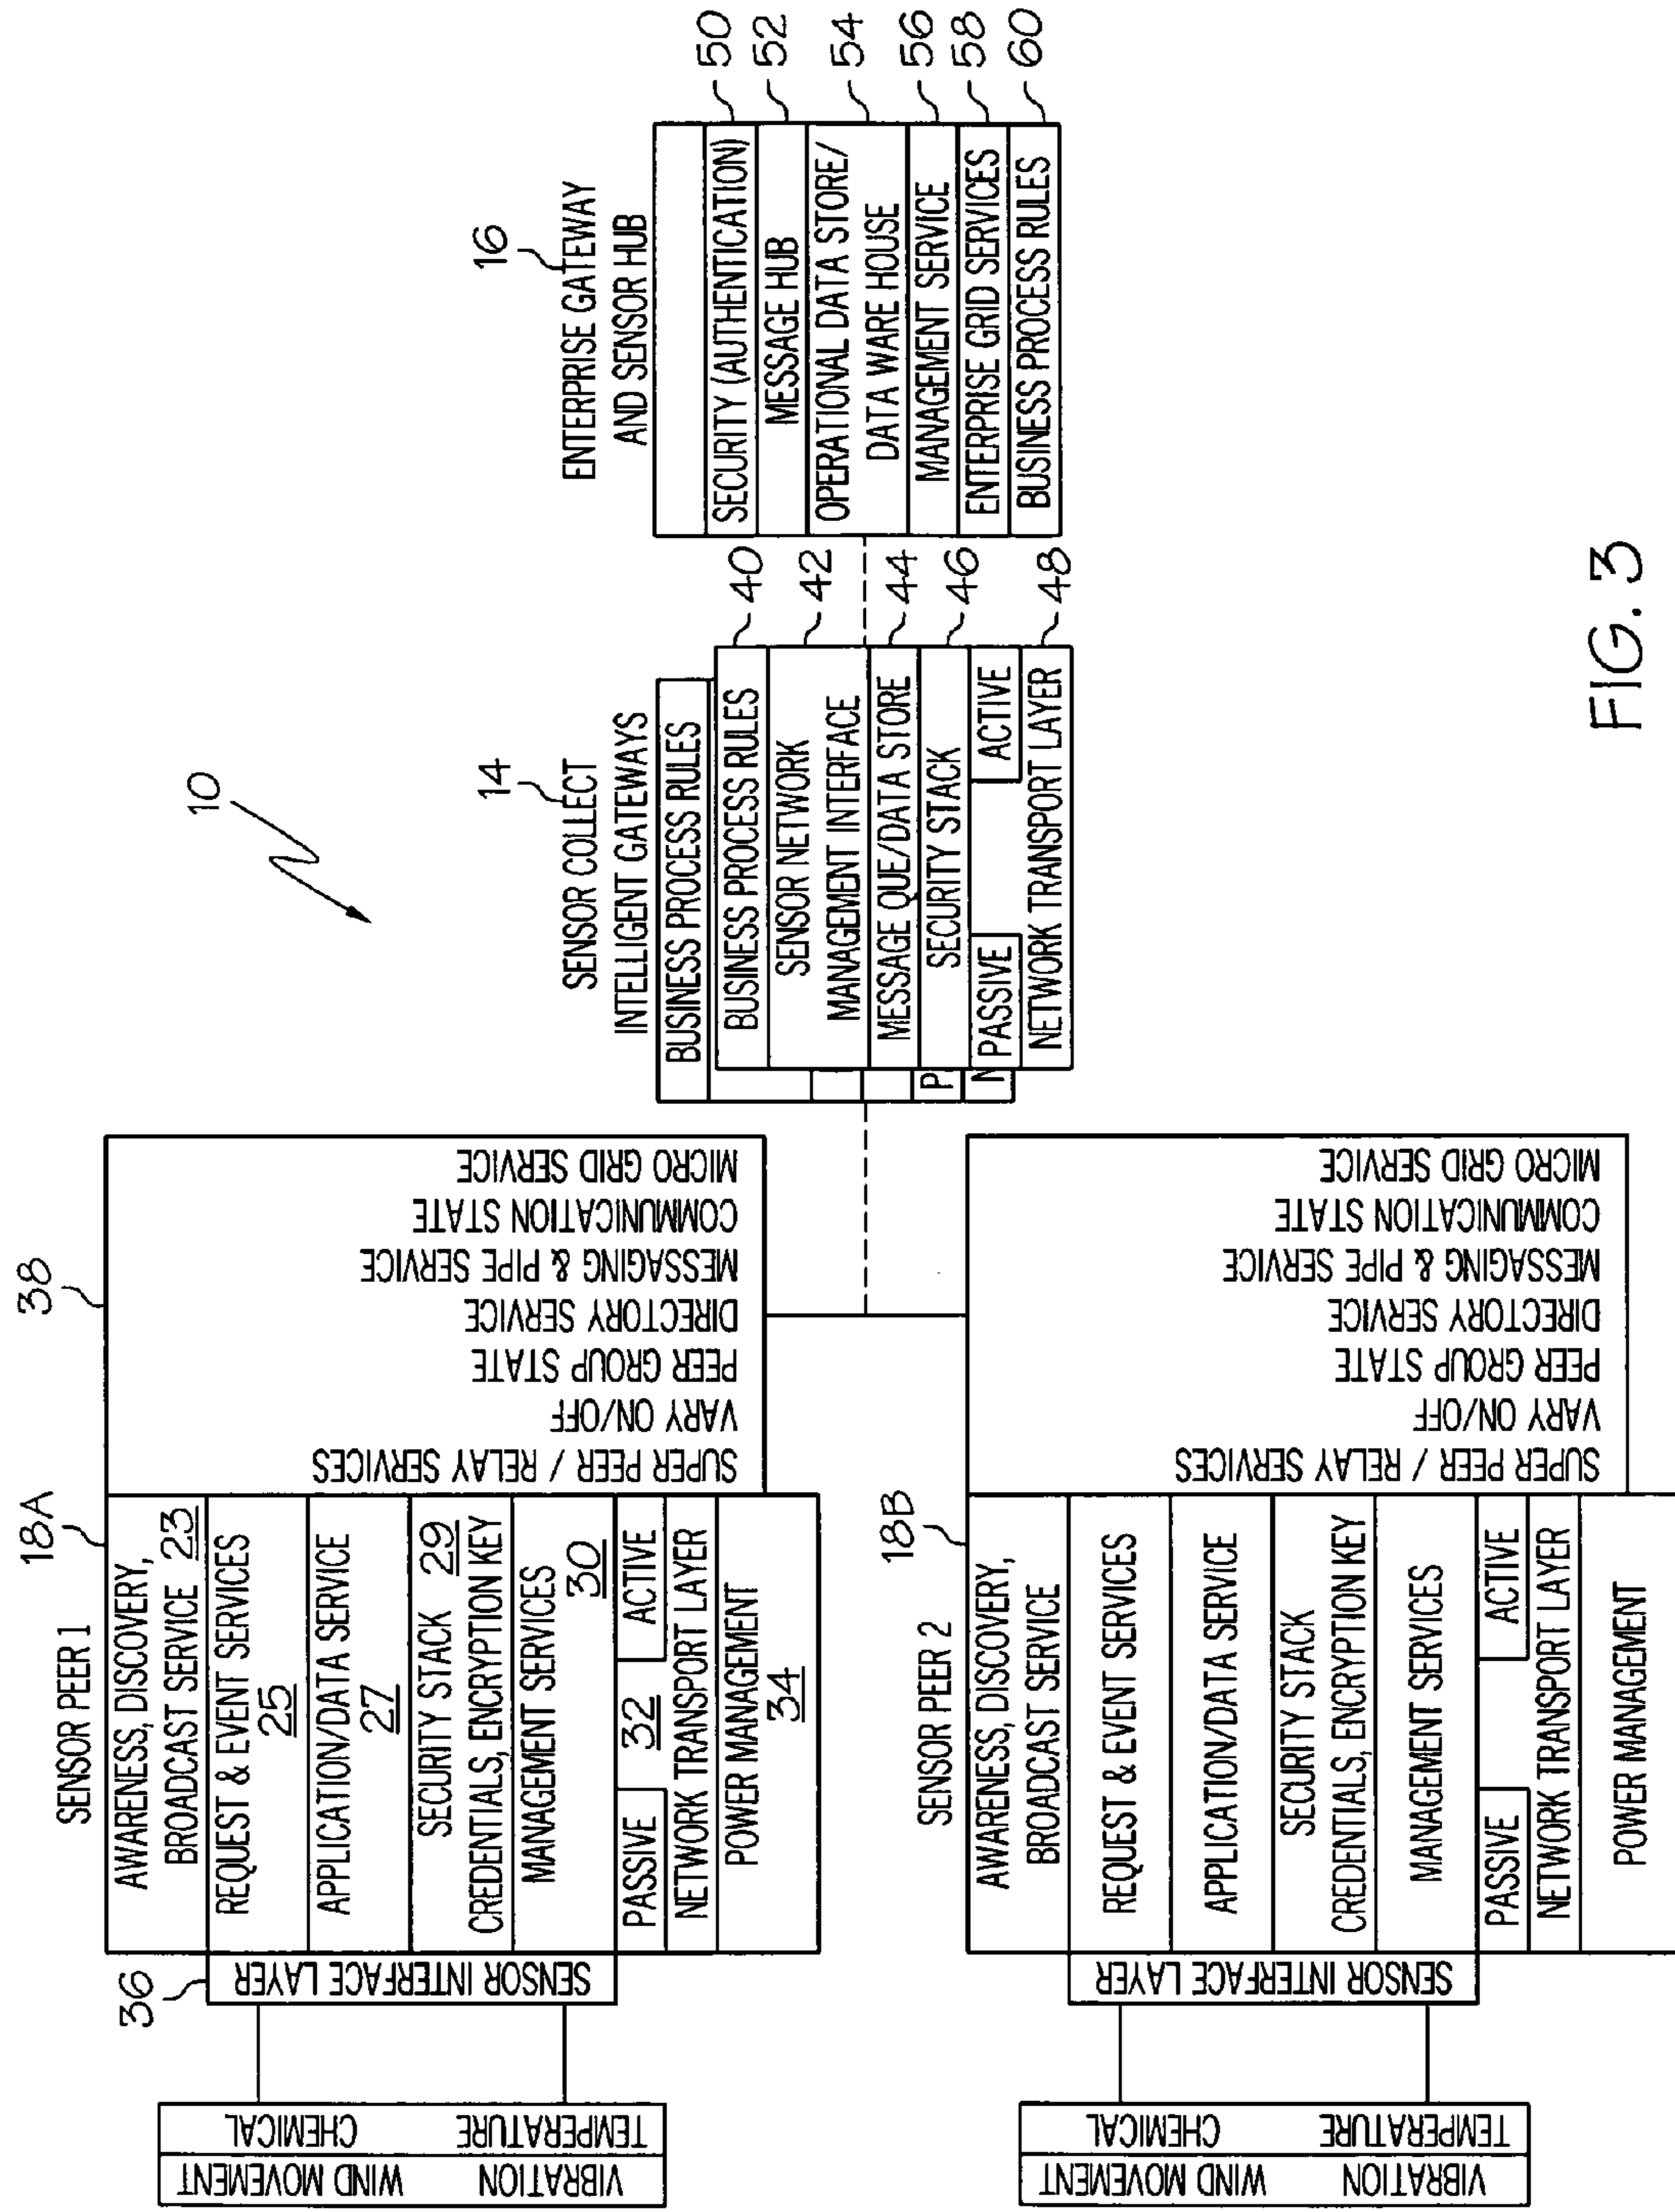 10
SENSOR PEER 1
18A
AWARENESS, DISCOVERY,
BROADCAST SERVICE 23
REQUEST & EVENT SERVICES
25
APPLICATION/DATA SERVICE
27
SECURITY STACK 29
CREDENTIALS, ENCRYPTION KEY
MANAGEMENT SERVICES
30
PASSIVE 32 ACTIVE
NETWORK TRANSPORT LAYER
POWER MANAGEMENT
34
36
SENSOR INTERFACE LAYER
CHEMICAL TEMPERATURE
WIND MOVEMENT VIBRATION
38
SUPER PEER / RELAY SERVICES
VARY ON/OFF
PEER GROUP STATE
DIRECTORY SERVICE
MESSAGING & PIPE SERVICE
COMMUNICATION STATE
MICRO GRID SERVICE
SENSOR PEER 2
18B
AWARENESS, DISCOVERY,
BROADCAST SERVICE
REQUEST & EVENT SERVICES
APPLICATION/DATA SERVICE
SECURITY STACK
CREDENTIALS, ENCRYPTION KEY
MANAGEMENT SERVICES
PASSIVE ACTIVE
NETWORK TRANSPORT LAYER
POWER MANAGEMENT
SENSOR INTERFACE LAYER
CHEMICAL TEMPERATURE
WIND MOVEMENT VIBRATION
SUPER PEER / RELAY SERVICES
VARY ON/OFF
PEER GROUP STATE
DIRECTORY SERVICE
MESSAGING & PIPE SERVICE
COMMUNICATION STATE
MICRO GRID SERVICE
14
SENSOR COLLECT
INTELLIGENT GATEWAYS
BUSINESS PROCESS RULES
BUSINESS PROCESS RULES 40
SENSOR NETWORK 42
MANAGEMENT INTERFACE
MESSAGE QUE/DATA STORE 44
SECURITY STACK 46
P
PASSIVE ACTIVE
N
NETWORK TRANSPORT LAYER 48
16
ENTERPRISE GATEWAY
AND SENSOR HUB
SECURITY (AUTHENTICATION) 50
MESSAGE HUB 52
OPERATIONAL DATA STORE/ 54
DATA WARE HOUSE
MANAGEMENT SERVICE 56
ENTERPRISE GRID SERVICES 58
BUSINESS PROCESS RULES 60
FIG. 3